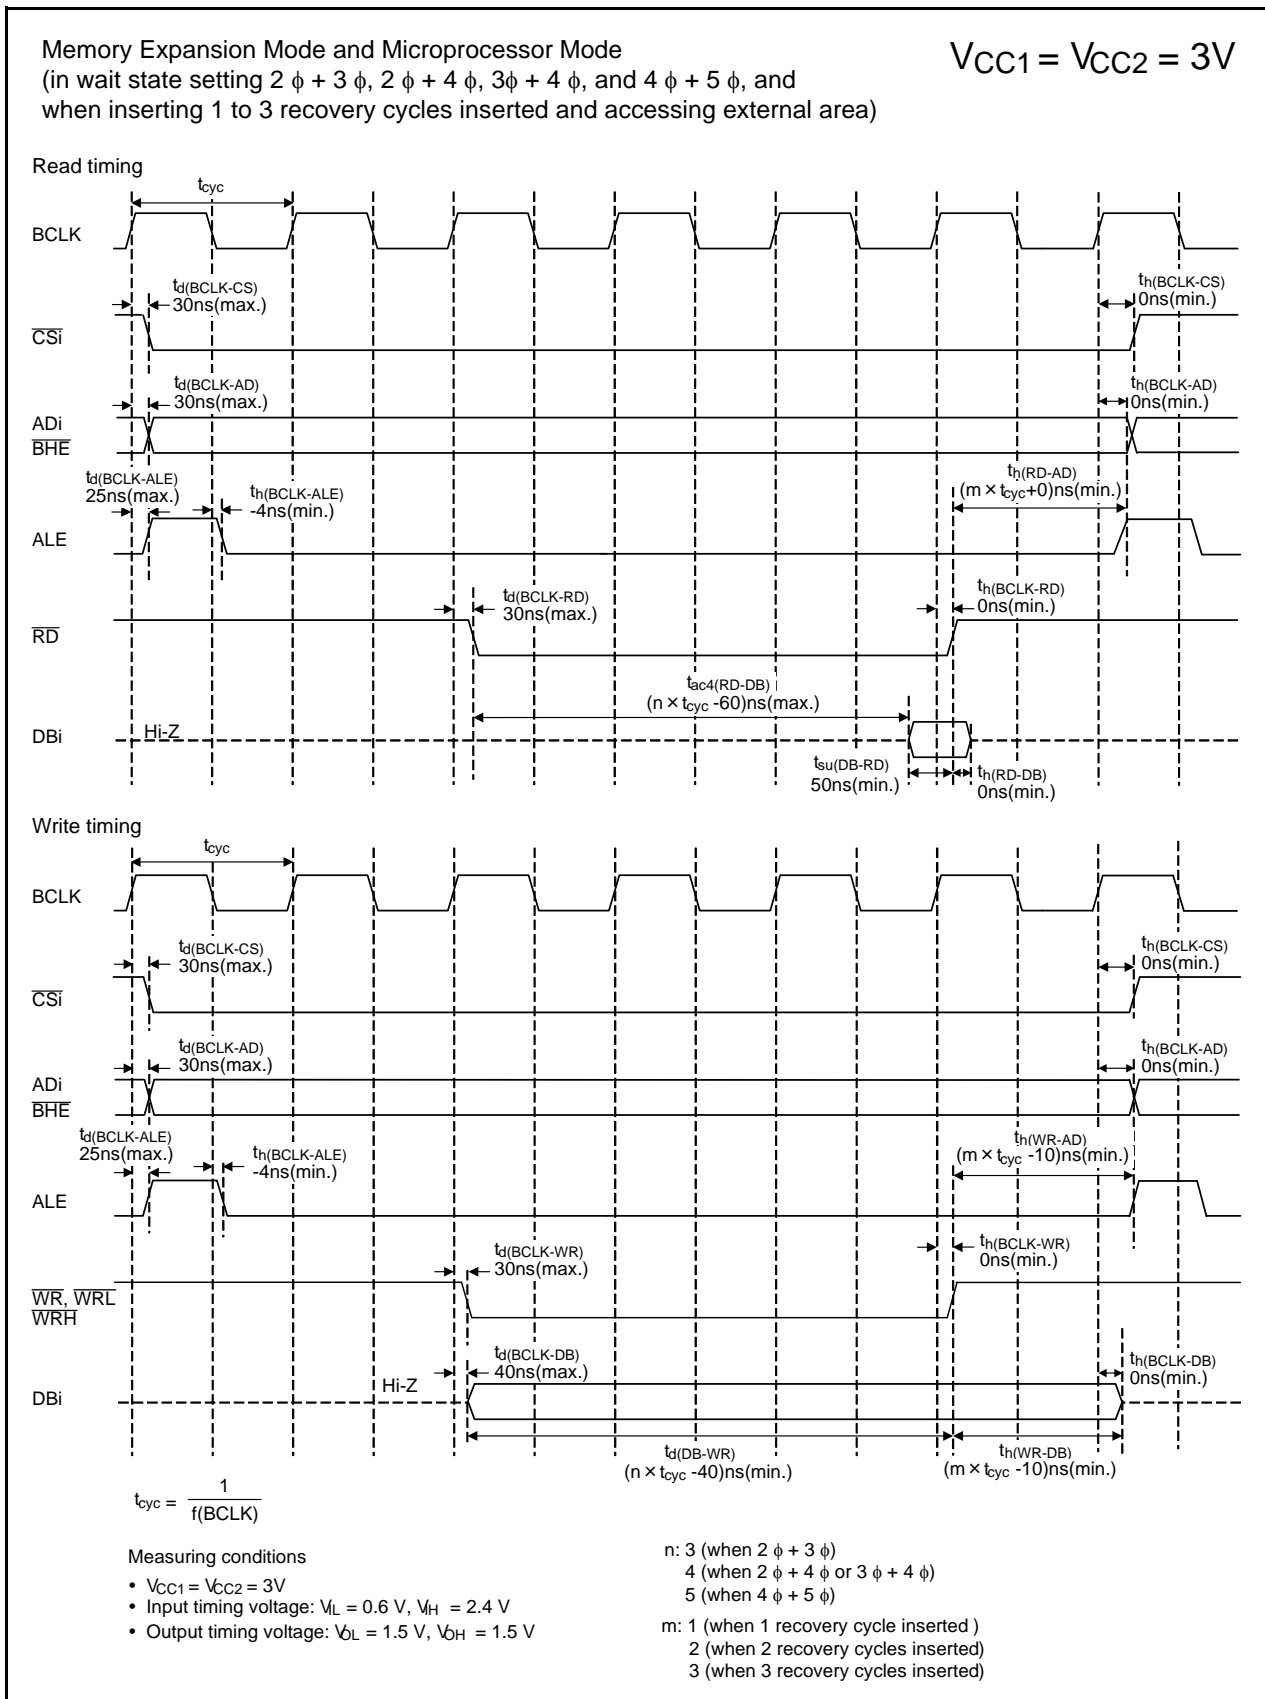 Memory Expansion Mode and Microprocessor Mode
(in wait state setting 2 ϕ + 3 ϕ, 2 ϕ + 4 ϕ, 3ϕ + 4 ϕ, and 4 ϕ + 5 ϕ, and
when inserting 1 to 3 recovery cycles inserted and accessing external area)
VCC1 = VCC2 = 3V
Read timing
tcyc
BCLK
td(BCLK-CS)
30ns(max.)
th(BCLK-CS)
0ns(min.)
CSi
td(BCLK-AD)
30ns(max.)
th(BCLK-AD)
0ns(min.)
ADi
BHE
td(BCLK-ALE)
25ns(max.)
th(BCLK-ALE)
-4ns(min.)
th(RD-AD)
(m × tcyc+0)ns(min.)
ALE
td(BCLK-RD)
30ns(max.)
th(BCLK-RD)
0ns(min.)
RD
tac4(RD-DB)
(n × tcyc -60)ns(max.)
DBi
Hi-Z
tsu(DB-RD)
50ns(min.)
th(RD-DB)
0ns(min.)
Write timing
tcyc
BCLK
td(BCLK-CS)
30ns(max.)
th(BCLK-CS)
0ns(min.)
CSi
td(BCLK-AD)
30ns(max.)
th(BCLK-AD)
0ns(min.)
ADi
BHE
td(BCLK-ALE)
25ns(max.)
th(BCLK-ALE)
-4ns(min.)
th(WR-AD)
(m × tcyc -10)ns(min.)
ALE
td(BCLK-WR)
30ns(max.)
th(BCLK-WR)
0ns(min.)
WR, WRL
WRH
td(BCLK-DB)
40ns(max.)
th(BCLK-DB)
0ns(min.)
Hi-Z
DBi
td(DB-WR)
(n × tcyc -40)ns(min.)
th(WR-DB)
(m × tcyc -10)ns(min.)
tcyc = 1
f(BCLK)
Measuring conditions
• VCC1 = VCC2 = 3V
• Input timing voltage: VIL = 0.6 V, VIH = 2.4 V
• Output timing voltage: VOL = 1.5 V, VOH = 1.5 V
n: 3 (when 2 ϕ + 3 ϕ)
4 (when 2 ϕ + 4 ϕ or 3 ϕ + 4 ϕ)
5 (when 4 ϕ + 5 ϕ)
m: 1 (when 1 recovery cycle inserted )
2 (when 2 recovery cycles inserted)
3 (when 3 recovery cycles inserted)